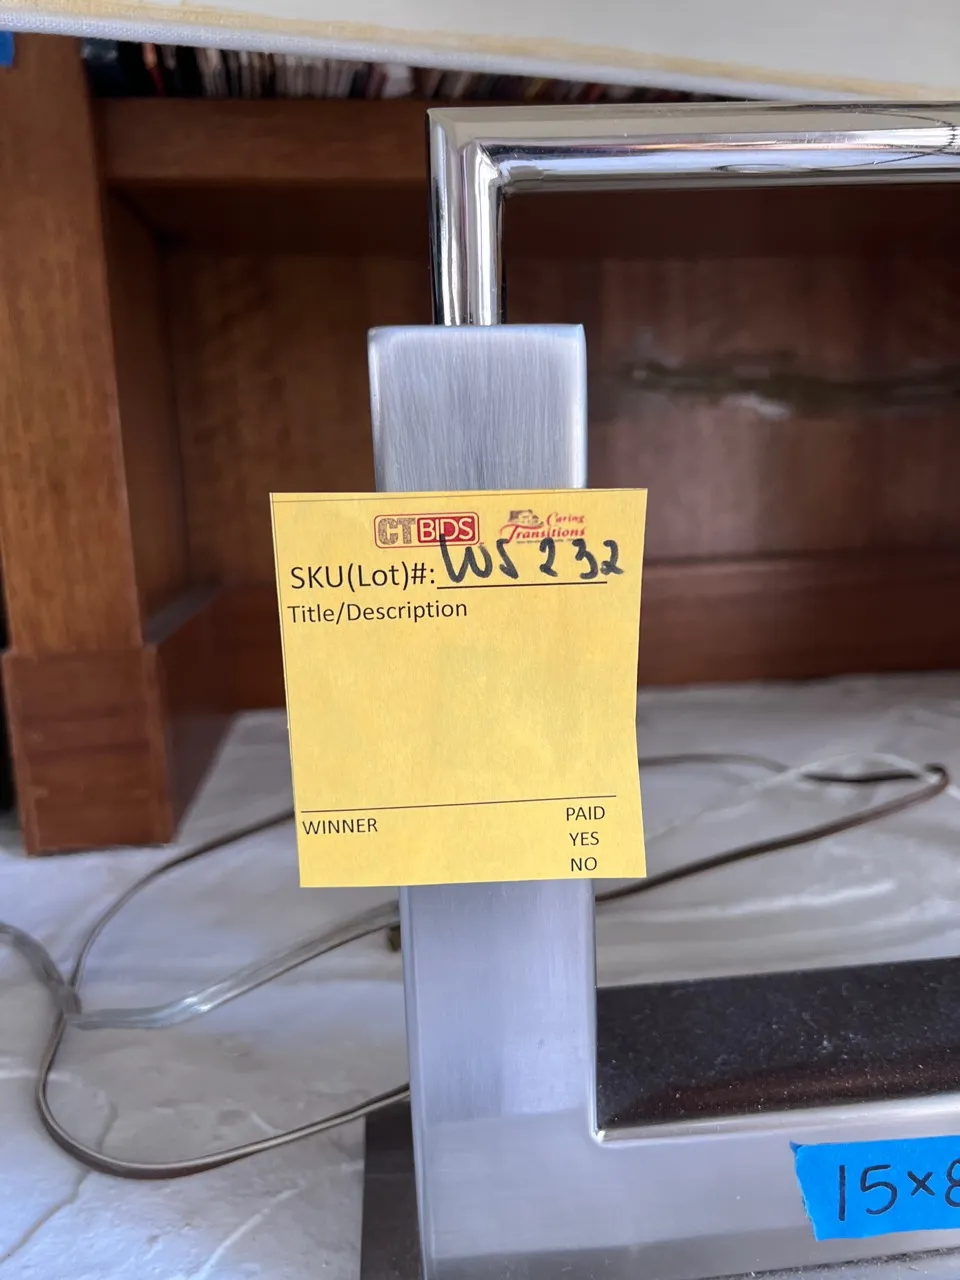 CTBIDS
Caring
Transitions
SKU(Lot)#: WS 232
Title/Description
WINNER
PAID
YES
NO
15×8